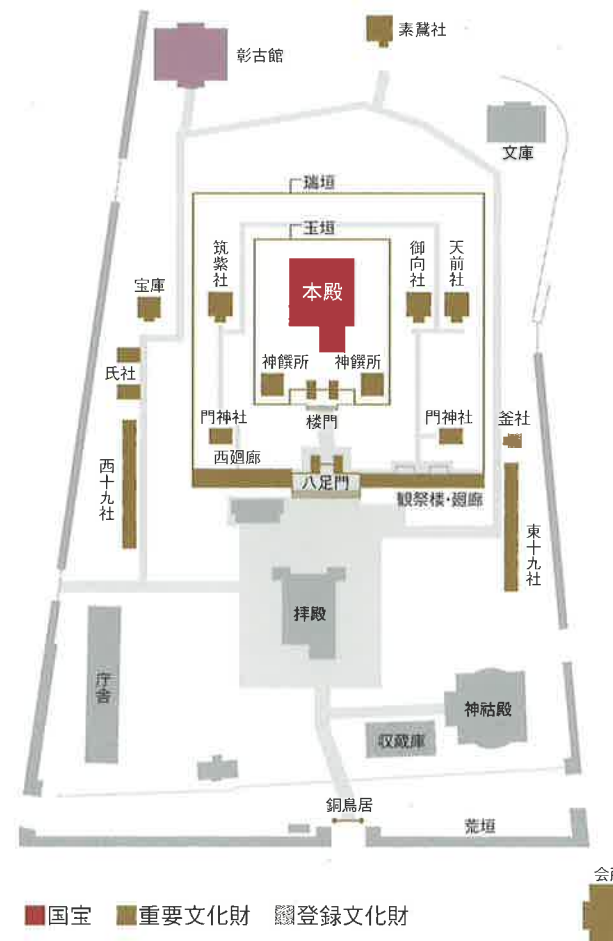 素鵞社
彰古館
文庫
瑞垣
玉垣
筑紫社
御向社
天前社
本殿
宝庫
神饌所
神饌所
氏社
楼門
門神社
門神社
釜社
西廻廊
八足門
観祭楼・廻廊
西十九社
東十九社
拝殿
庁舎
神祜殿
収蔵庫
銅鳥居
荒垣
国宝
重要文化財
登録文化財